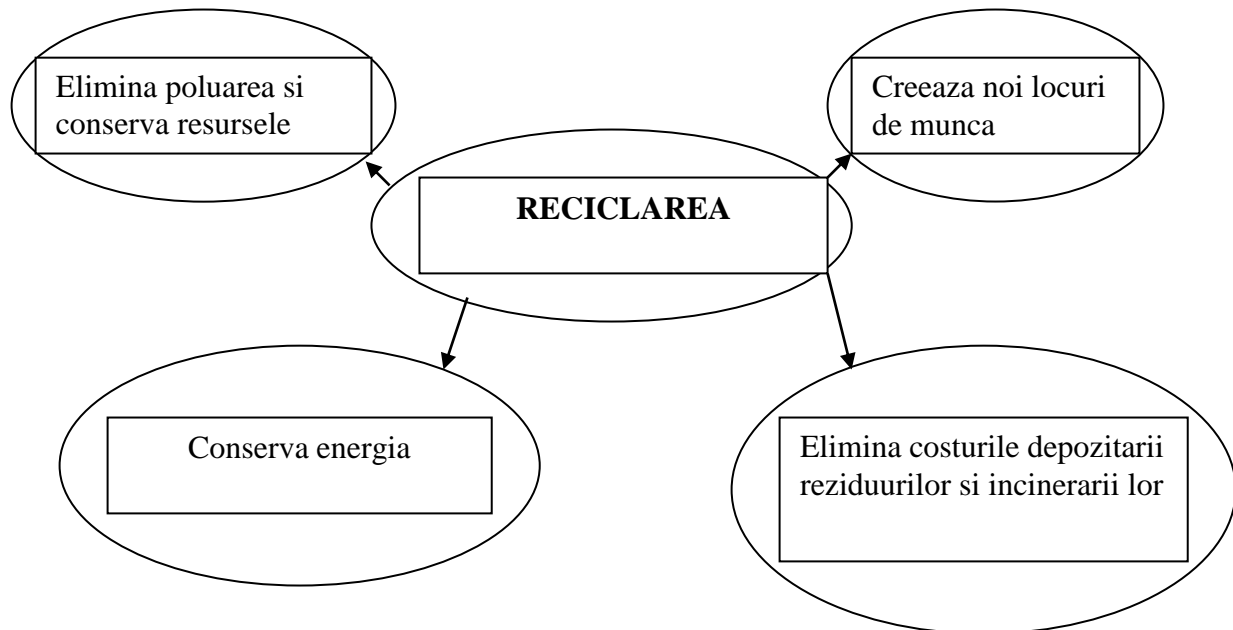 Elimina poluarea si
conserva resursele
Creeaza noi locuri
de munca
RECICLAREA
Conserva energia
Elimina costurile depozitarii
reziduurilor si incinerarii lor